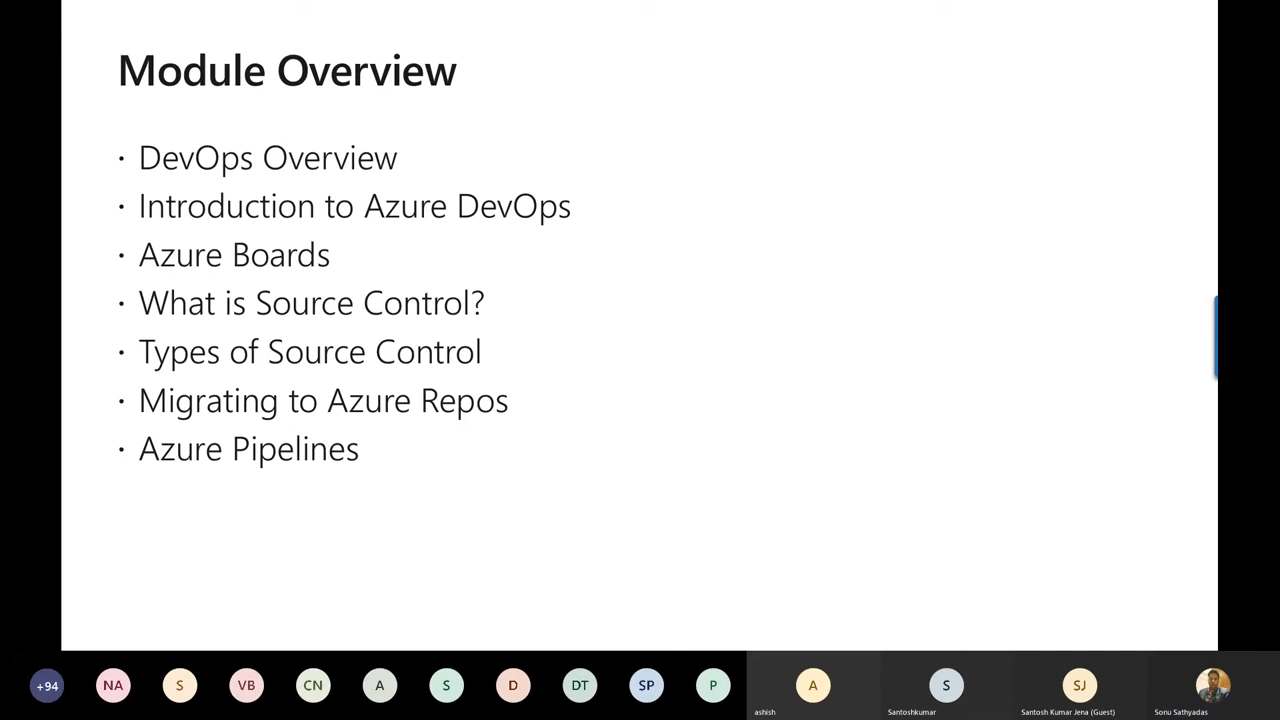 Module Overview
• DevOps Overview
• Introduction to Azure DevOps
• Azure Boards
• What is Source Control?
• Types of Source Control
• Migrating to Azure Repos
• Azure Pipelines
+94 NA S VB CN A S D DT SP P A S SJ
ashish Santoshkumar Santosh Kumar Jena (Guest) Sonu Sathyadas